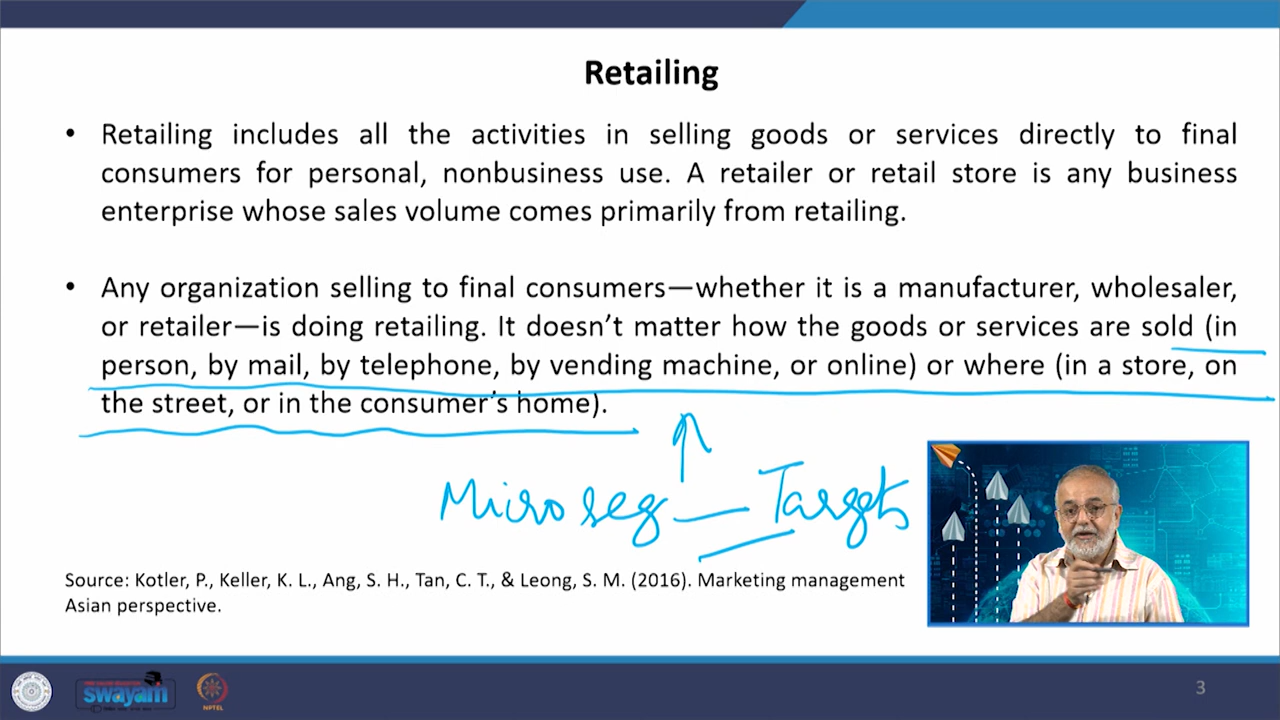 Retailing
• Retailing includes all the activities in selling goods or services directly to final
consumers for personal, nonbusiness use. A retailer or retail store is any business
enterprise whose sales volume comes primarily from retailing.
• Any organization selling to final consumers—whether it is a manufacturer, wholesaler,
or retailer—is doing retailing. It doesn’t matter how the goods or services are sold (in
person, by mail, by telephone, by vending machine, or online) or where (in a store, on
the street, or in the consumer’s home).
Micro seg — Targets
Source: Kotler, P., Keller, K. L., Ang, S. H., Tan, C. T., & Leong, S. M. (2016). Marketing management
Asian perspective.
swayam
NPTEL
3